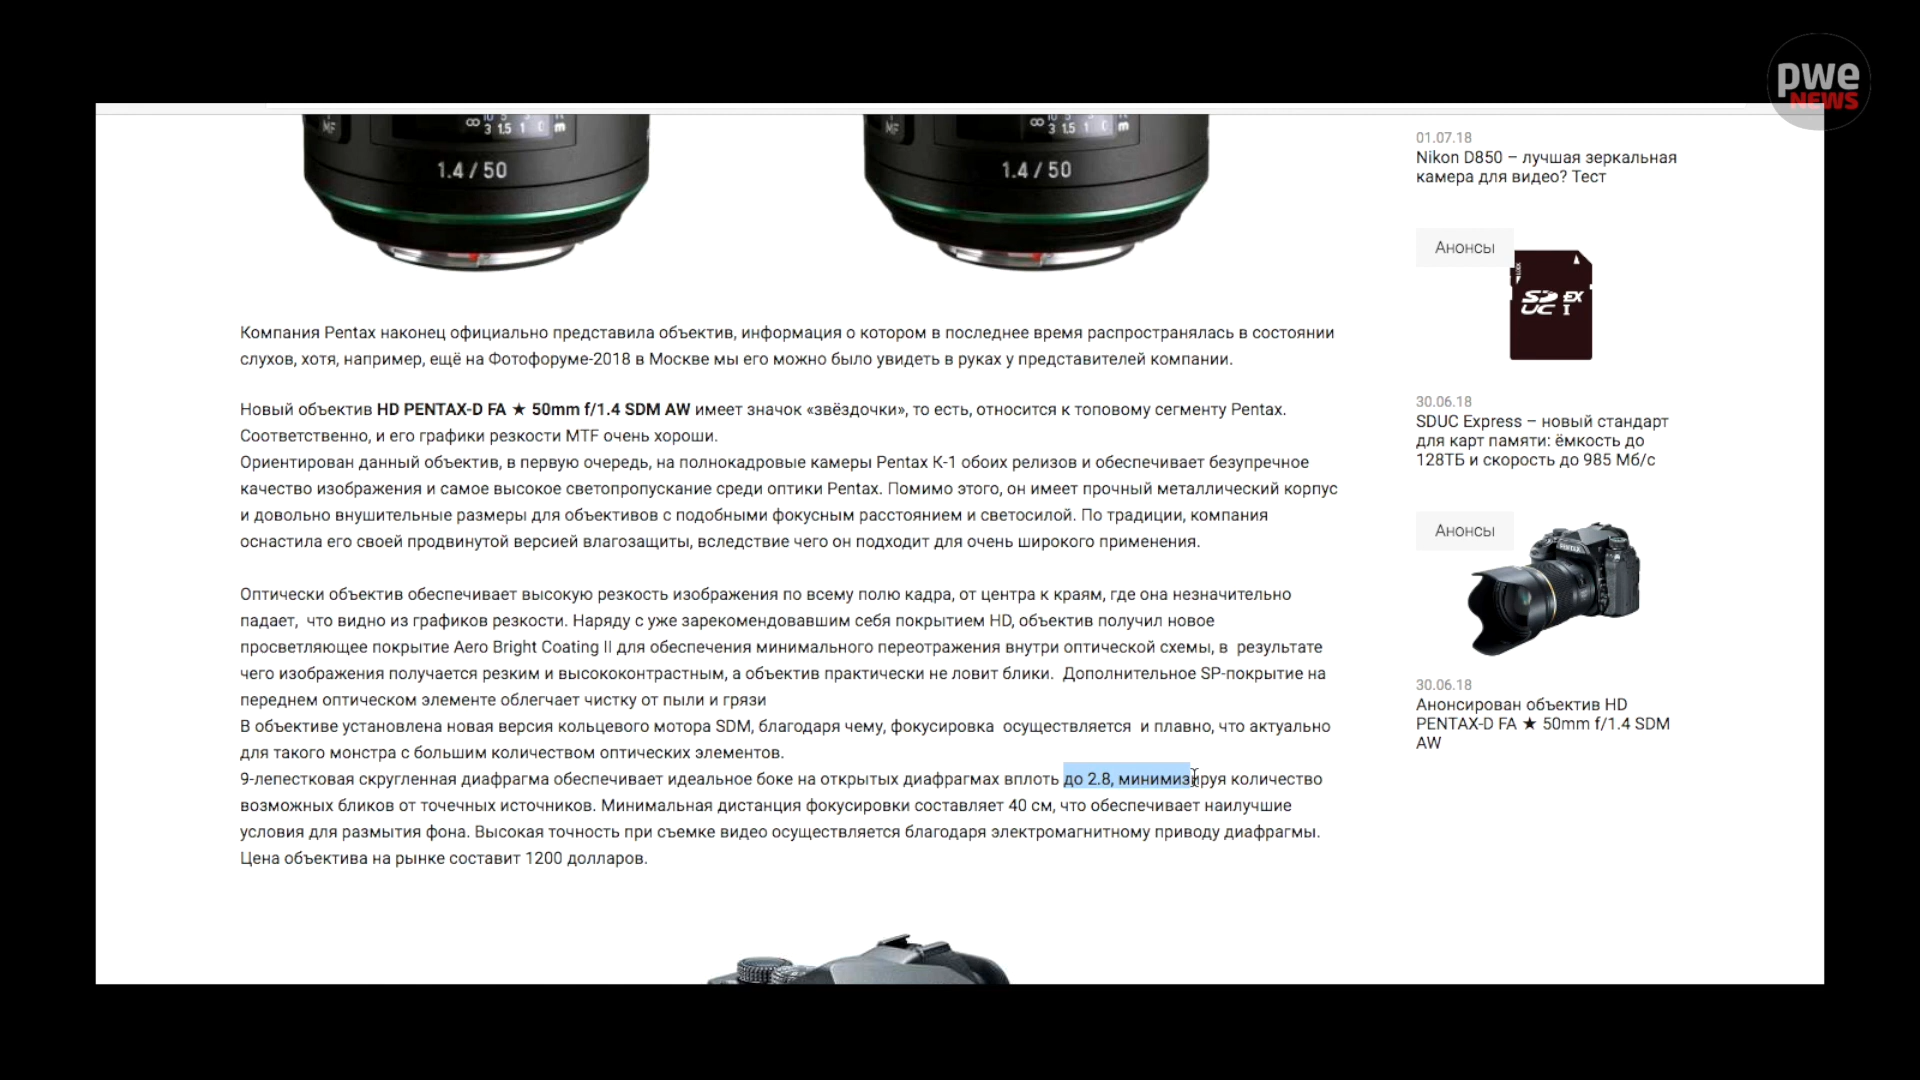 pwe
NEWS
MF
∞
3 1.5 1 0 m
1.4 / 50
MF
∞
3 1.5 1 0 m
1.4 / 50
Компания Pentax наконец официально представила объектив, информация о котором в последнее время распространялась в состоянии
слухов, хотя, например, ещё на Фотофоруме-2018 в Москве мы его можно было увидеть в руках у представителей компании.
Новый объектив HD PENTAX-D FA ★ 50mm f/1.4 SDM AW имеет значок «звёздочки», то есть, относится к топовому сегменту Pentax.
Соответственно, и его графики резкости MTF очень хороши.
Ориентирован данный объектив, в первую очередь, на полнокадровые камеры Pentax K-1 обоих релизов и обеспечивает безупречное
качество изображения и самое высокое светопропускание среди оптики Pentax. Помимо этого, он имеет прочный металлический корпус
и довольно внушительные размеры для объективов с подобными фокусным расстоянием и светосилой. По традиции, компания
оснастила его своей продвинутой версией влагозащиты, вследствие чего он подходит для очень широкого применения.
Оптически объектив обеспечивает высокую резкость изображения по всему полю кадра, от центра к краям, где она незначительно
падает, что видно из графиков резкости. Наряду с уже зарекомендовавшим себя покрытием HD, объектив получил новое
просветляющее покрытие Aero Bright Coating II для обеспечения минимального переотражения внутри оптической схемы, в результате
чего изображения получается резким и высококонтрастным, а объектив практически не ловит блики. Дополнительное SP-покрытие на
переднем оптическом элементе облегчает чистку от пыли и грязи
В объективе установлена новая версия кольцевого мотора SDM, благодаря чему, фокусировка осуществляется и плавно, что актуально
для такого монстра с большим количеством оптических элементов.
9-лепестковая скругленная диафрагма обеспечивает идеальное боке на открытых диафрагмах вплоть до 2.8, минимизируя количество
возможных бликов от точечных источников. Минимальная дистанция фокусировки составляет 40 см, что обеспечивает наилучшие
условия для размытия фона. Высокая точность при съемке видео осуществляется благодаря электромагнитному приводу диафрагмы.
Цена объектива на рынке составит 1200 долларов.
01.07.18
Nikon D850 – лучшая зеркальная
камера для видео? Тест
Анонсы
LOCK
SD EX
UC I
30.06.18
SDUC Express – новый стандарт
для карт памяти: ёмкость до
128ТБ и скорость до 985 Мб/с
Анонсы
PENTAX
30.06.18
Анонсирован объектив HD
PENTAX-D FA ★ 50mm f/1.4 SDM
AW